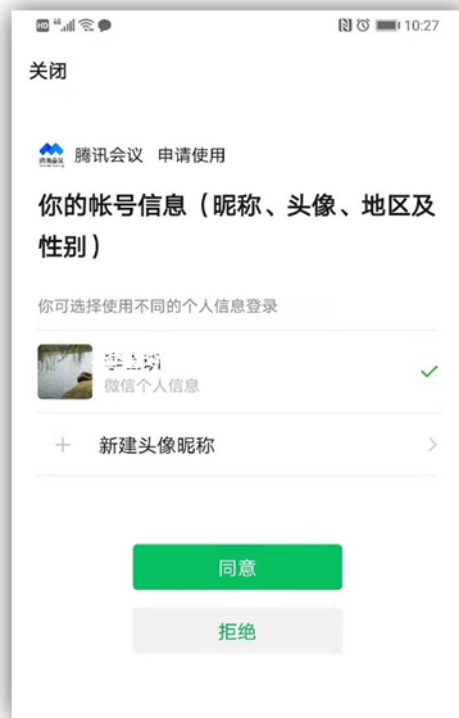 HD 46 10:27
关闭
腾讯会议 申请使用
你的帐号信息（昵称、头像、地区及
性别）
你可选择使用不同的个人信息登录
微信个人信息
新建头像昵称
同意
拒绝